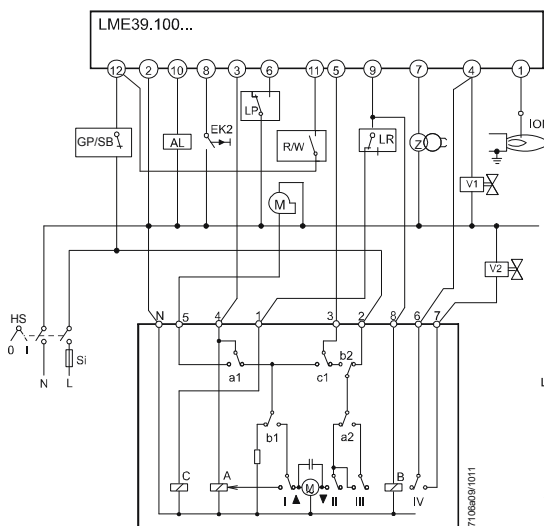 LME39.100...
12 2 10 8 3 6 11 5 9 7 4 1
ION
LP
EK2
GP/SB
AL
R/W
LR
Z
V1
M
V2
HS
0 I
Si
N L
N 5 4 1 3 2 8 6 7
a1 c1 b2
b1 a2
C A I M II III B IV
7106a09/1011